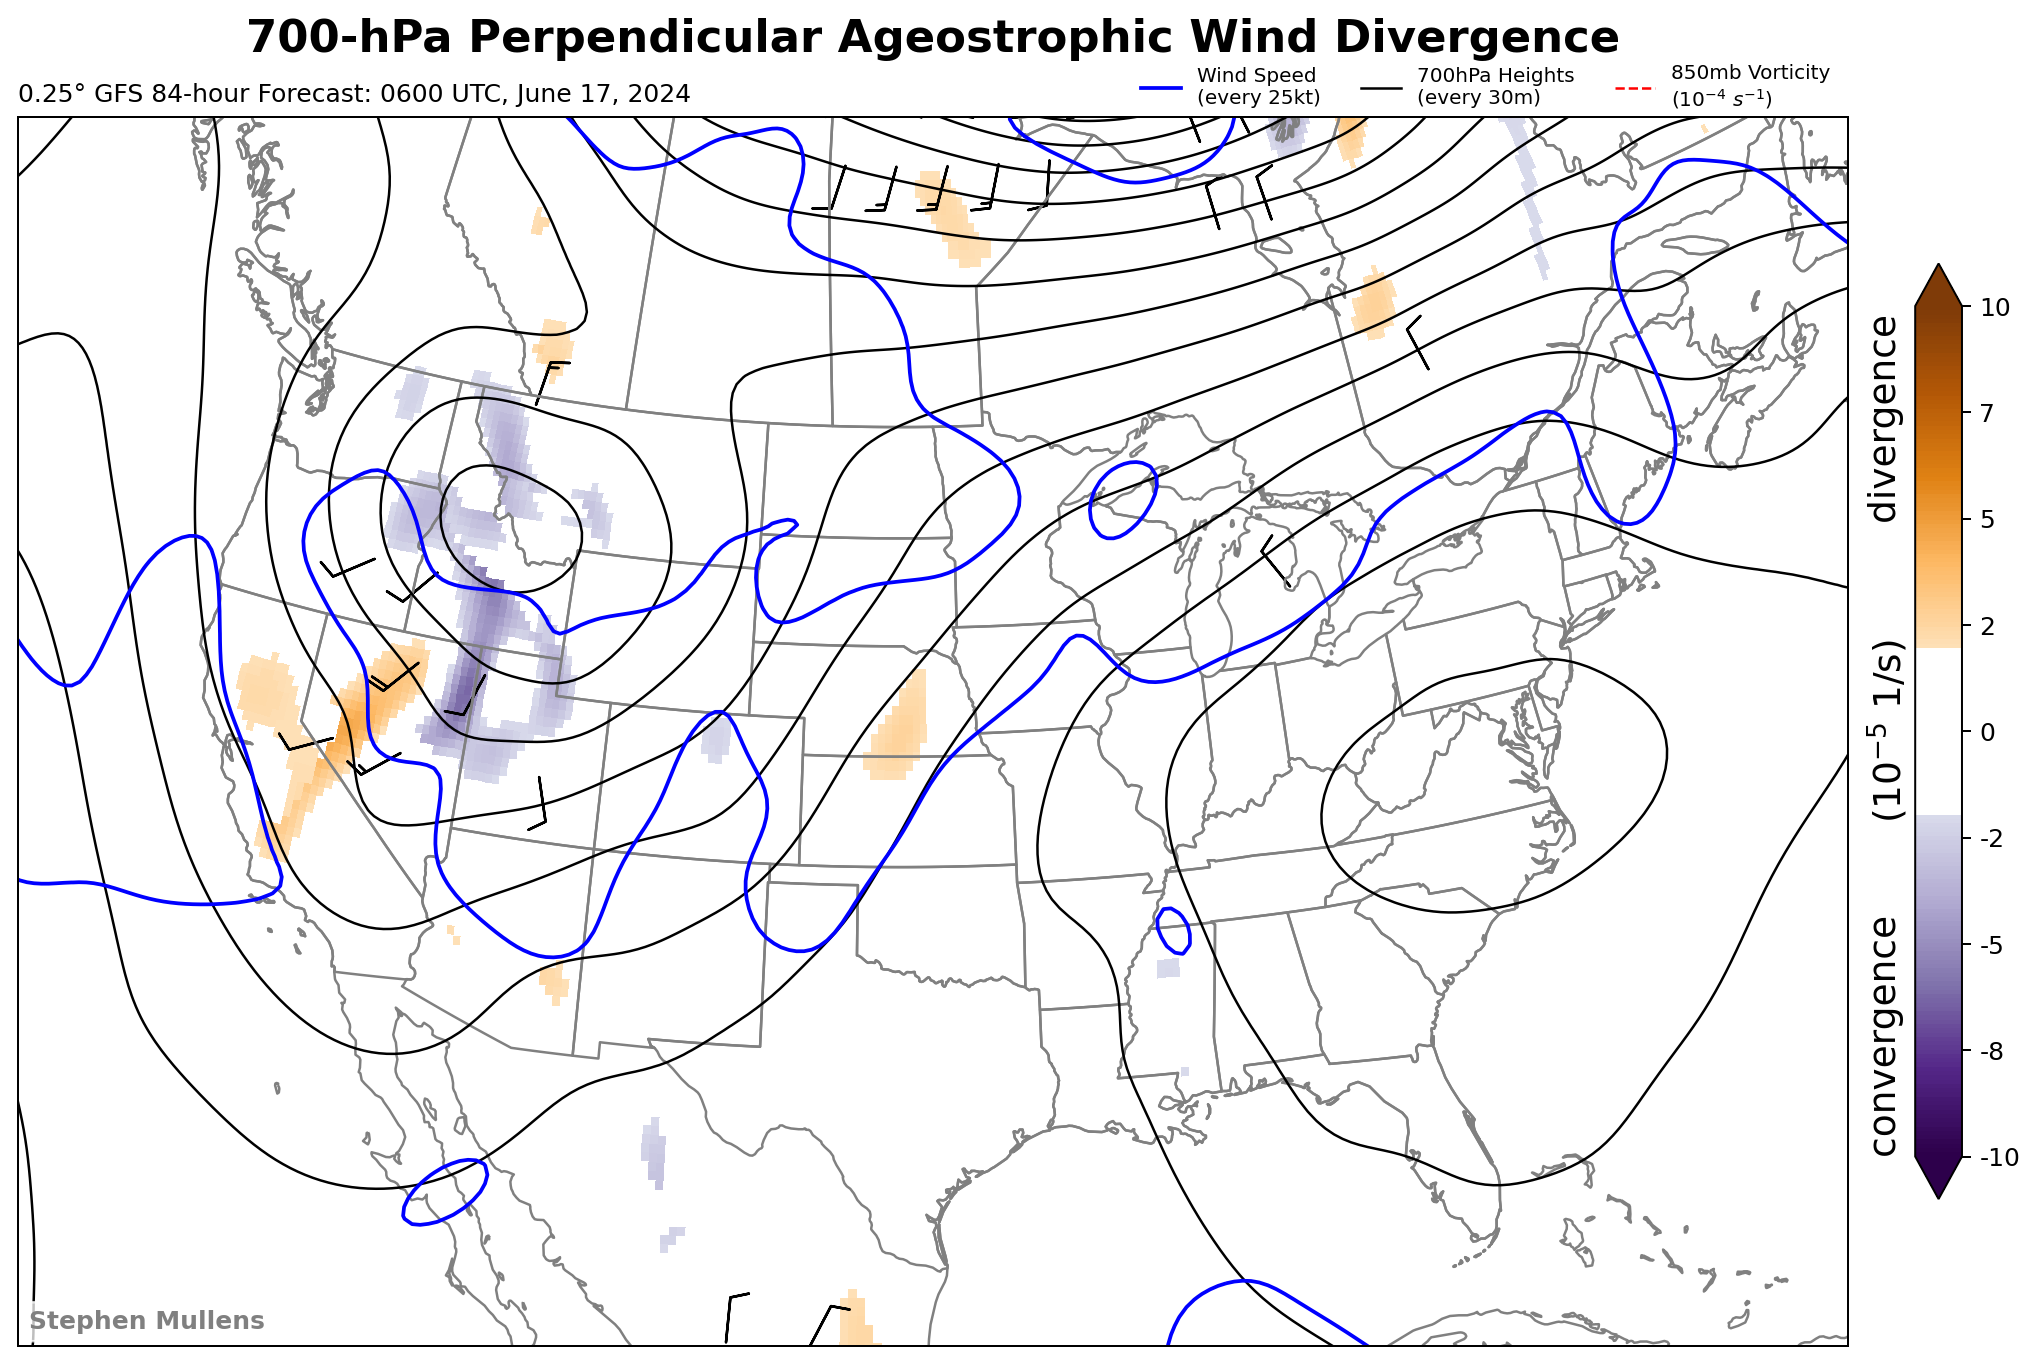 700-hPa Perpendicular Ageostrophic Wind Divergence
0.25° GFS 84-hour Forecast: 0600 UTC, June 17, 2024
Wind Speed
(every 25kt)
700hPa Heights
(every 30m)
850mb Vorticity
(10⁻⁴ s⁻¹)
10
7
5
2
0
-2
-5
-8
-10
convergence (10⁻⁵ 1/s) divergence
Stephen Mullens